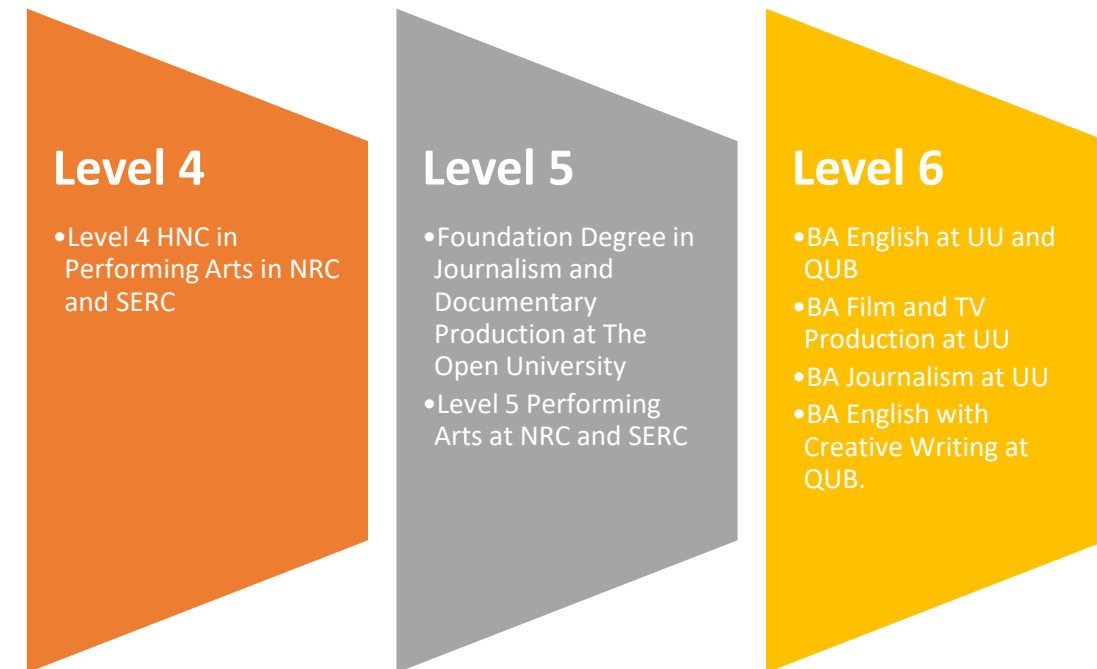 Level 4
•Level 4 HNC in
Performing Arts in NRC
and SERC
Level 5
•Foundation Degree in
Journalism and
Documentary
Production at The
Open University
•Level 5 Performing
Arts at NRC and SERC
Level 6
•BA English at UU and
QUB
•BA Film and TV
Production at UU
•BA Journalism at UU
•BA English with
Creative Writing at
QUB.